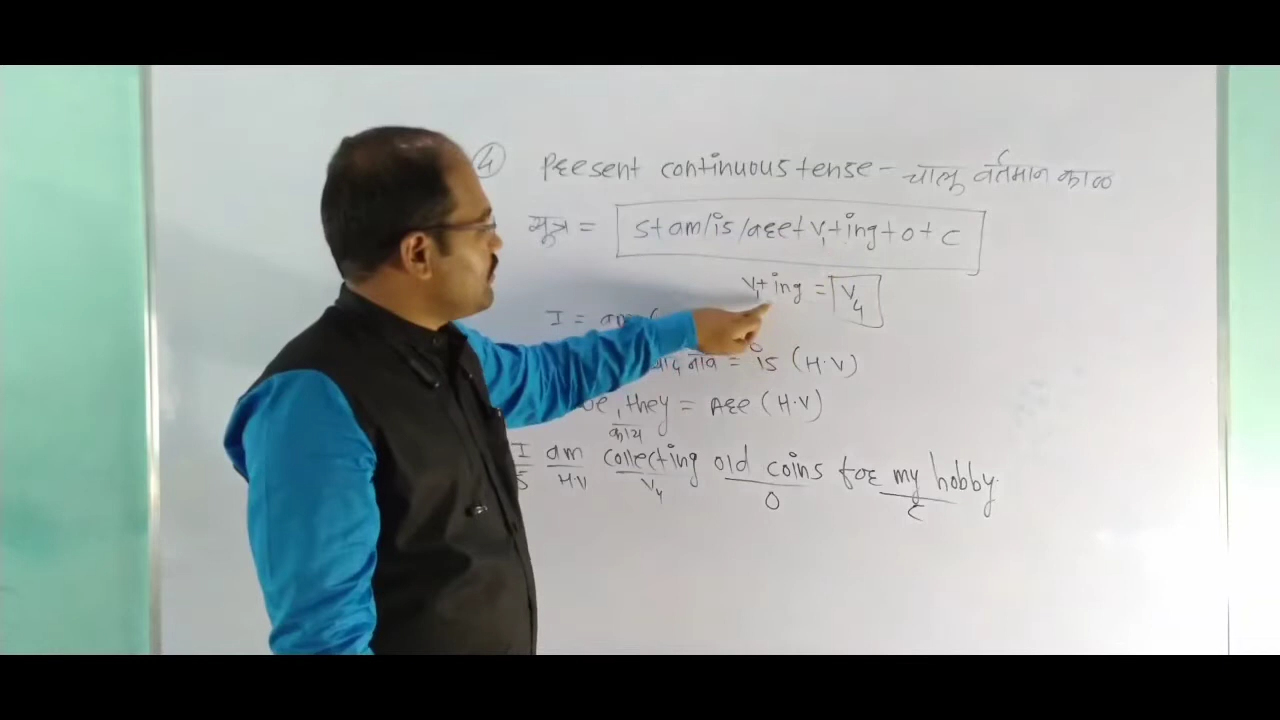 4 Present continuous tense - चालू वर्तमान काळ
सूत्र = S + am/is/are + V1 + ing + O + C
V1 + ing = V4
I = am (
नाव = is (H.V)
, they = Are (H.V)
काय
I am collecting old coins for my hobby.
S HV V4 O C